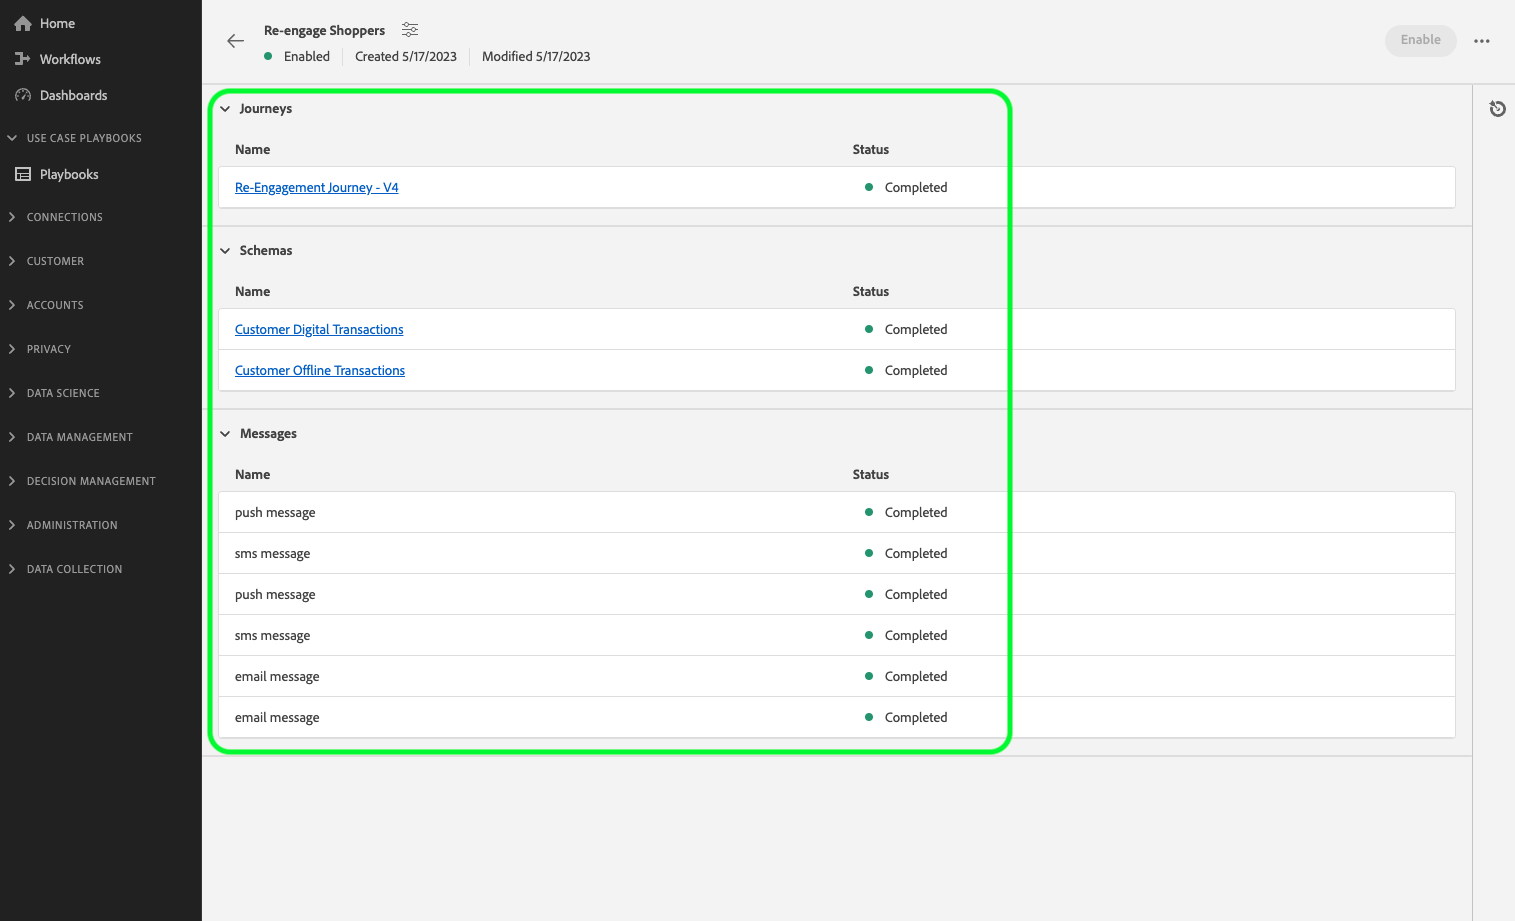 Home
Workflows
Dashboards
USE CASE PLAYBOOKS
Playbooks
CONNECTIONS
CUSTOMER
ACCOUNTS
PRIVACY
DATA SCIENCE
DATA MANAGEMENT
DECISION MANAGEMENT
ADMINISTRATION
DATA COLLECTION
Re-engage Shoppers
Enabled Created 5/17/2023 Modified 5/17/2023
Enable
Journeys
Name Status
Re-Engagement Journey - V4 Completed
Schemas
Name Status
Customer Digital Transactions Completed
Customer Offline Transactions Completed
Messages
Name Status
push message Completed
sms message Completed
push message Completed
sms message Completed
email message Completed
email message Completed